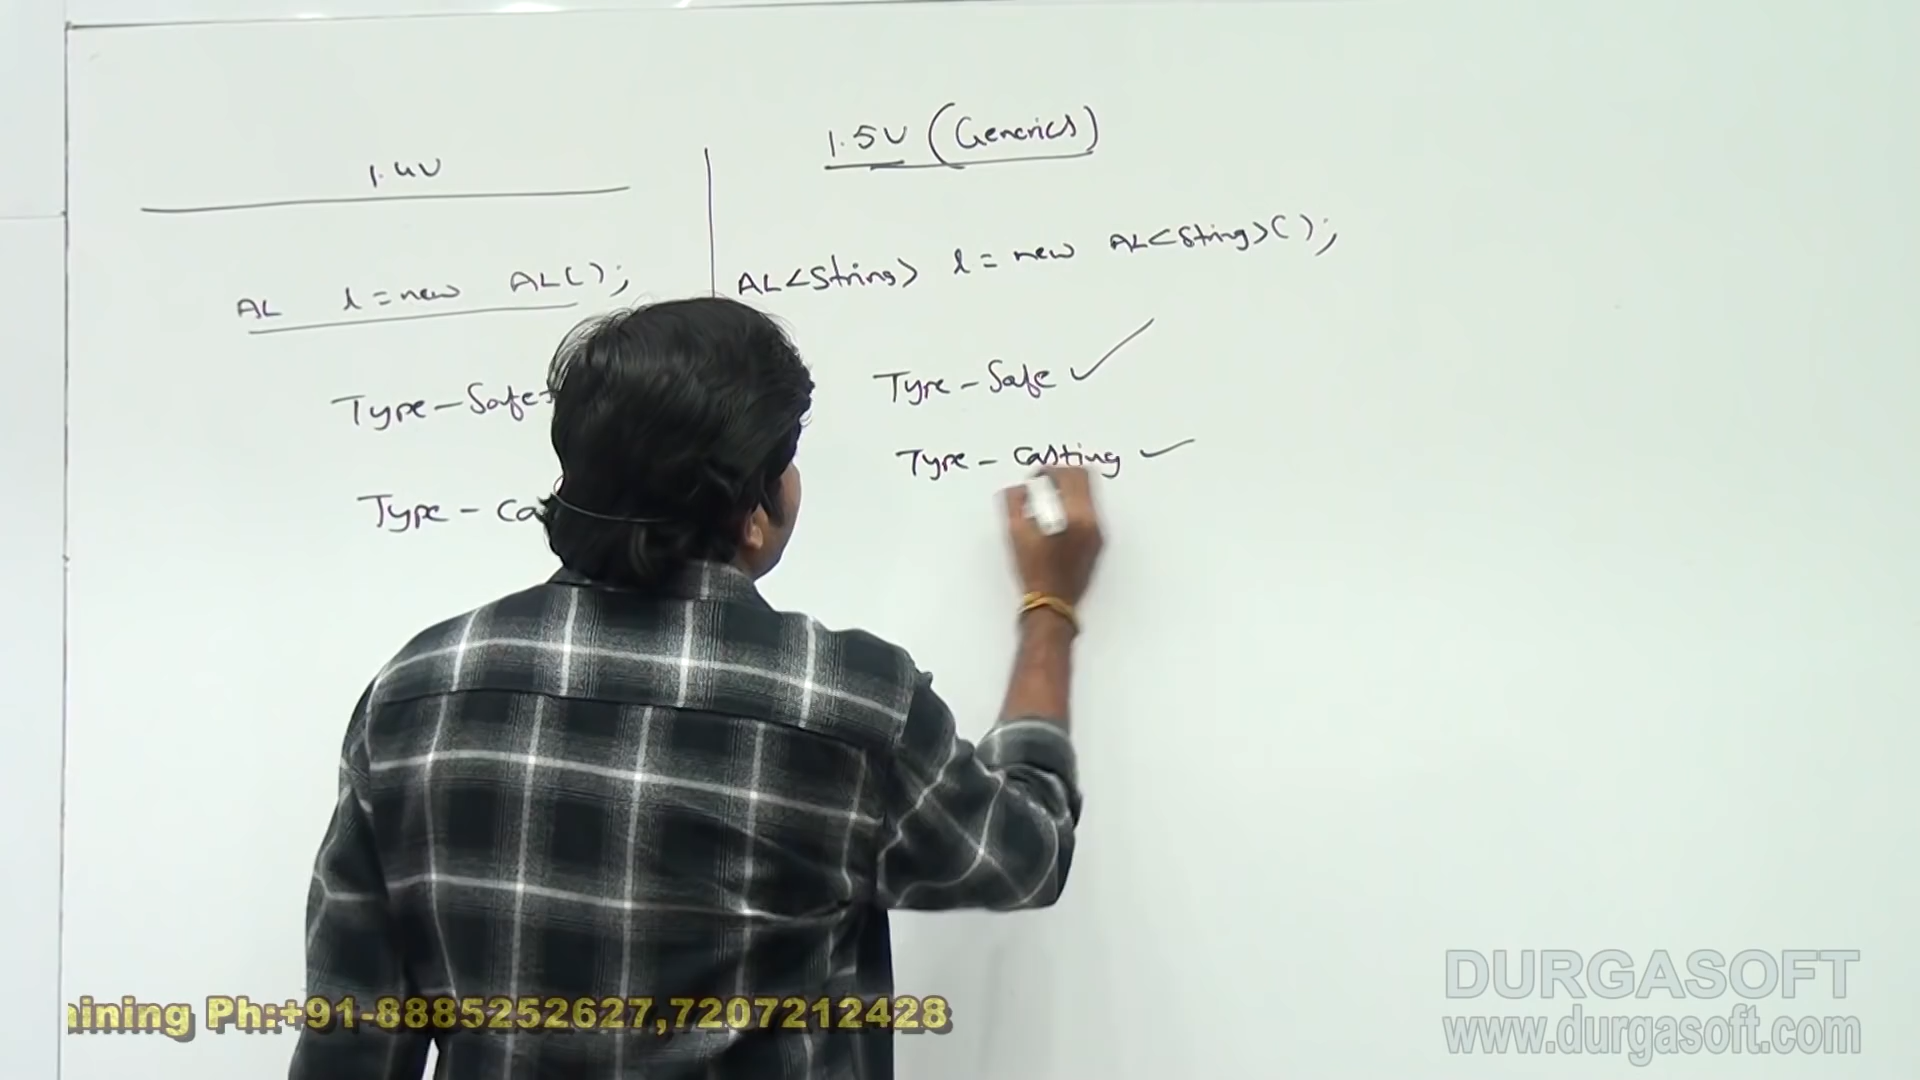 1.4V
AL l = new AL();
Type - Safe
Type - Ca
1.5V (Generics)
AL<String> l = new AL<String>();
Type - Safe ✓
Type - Casting ✓
aining Ph:+91-8885252627,7207212428
DURGASOFT
www.durgasoft.com